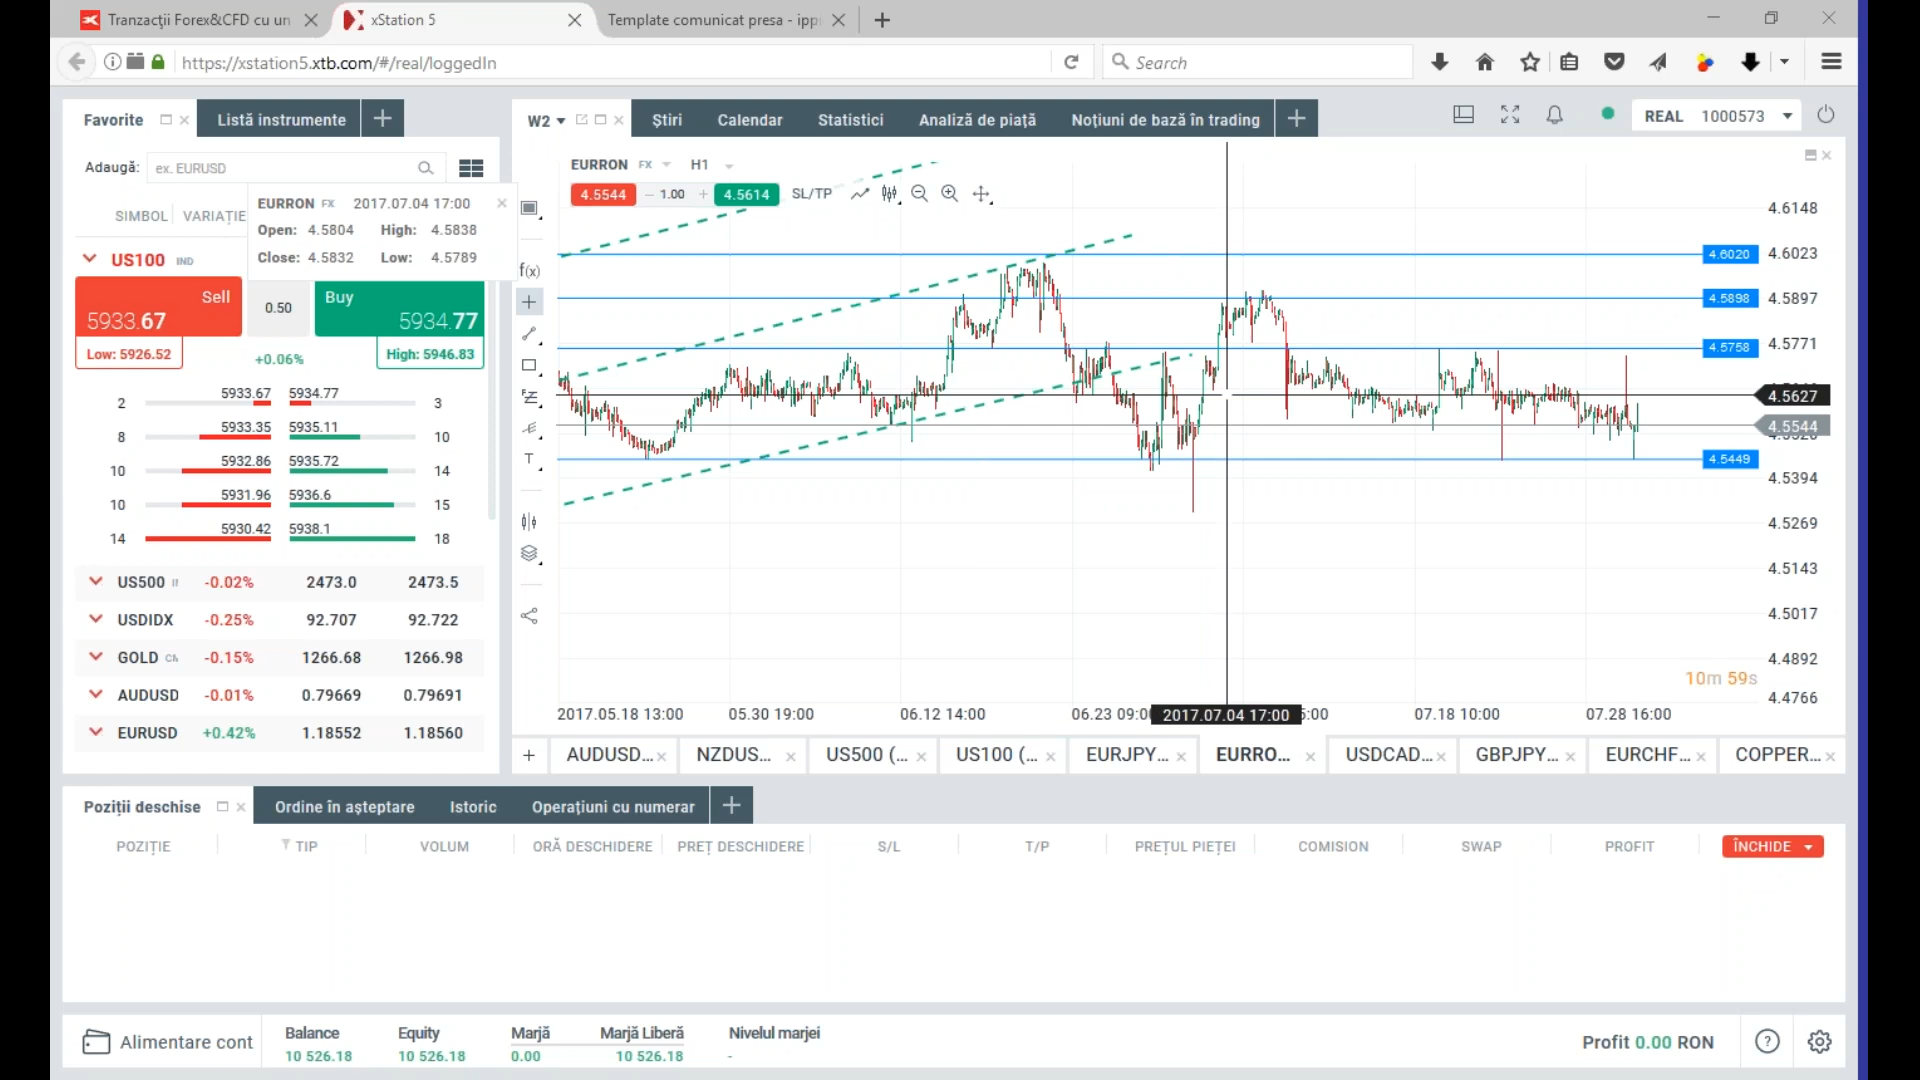 Tranzacţii Forex&CFD cu un
xStation 5
Template comunicat presa - ipp
https://xstation5.xtb.com/#/real/loggedIn
Search
Favorite
Listă instrumente
W2
Știri
Calendar
Statistici
Analiză de piață
Noțiuni de bază în trading
REAL 1000573
Adaugă:
ex. EURUSD
SIMBOL
VARIAȚIE
EURRON FX 2017.07.04 17:00
Open: 4.5804 High: 4.5838
Close: 4.5832 Low: 4.5789
US100 IND
Sell
5933.67
0.50
Buy
5934.77
Low: 5926.52
+0.06%
High: 5946.83
2 5933.67 5934.77 3
8 5933.35 5935.11 10
10 5932.86 5935.72 14
10 5931.96 5936.6 15
14 5930.42 5938.1 18
US500 -0.02% 2473.0 2473.5
USDIDX -0.25% 92.707 92.722
GOLD -0.15% 1266.68 1266.98
AUDUSD -0.01% 0.79669 0.79691
EURUSD +0.42% 1.18552 1.18560
EURRON FX H1
4.5544 1.00 4.5614 SL/TP
f(x)
T
4.6148
4.6020 4.6023
4.5898 4.5897
4.5758 4.5771
4.5627
4.5544
4.5449
4.5394
4.5269
4.5143
4.5017
4.4892
10m 59s
4.4766
2017.05.18 13:00 05.30 19:00 06.12 14:00 06.23 09:00 2017.07.04 17:00 5:00 07.18 10:00 07.28 16:00
+ AUDUSD... NZDUS... US500 (... US100 (... EURJPY... EURRO... USDCAD... GBPJPY... EURCHF... COPPER...
Poziții deschise
Ordine în așteptare
Istoric
Operațiuni cu numerar
POZIȚIE TIP VOLUM ORĂ DESCHIDERE PREȚ DESCHIDERE S/L T/P PREȚUL PIEȚEI COMISION SWAP PROFIT ÎNCHIDE
Alimentare cont
Balance Equity Marjă Marjă Liberă Nivelul marjei
10 526.18 10 526.18 0.00 10 526.18 -
Profit 0.00 RON